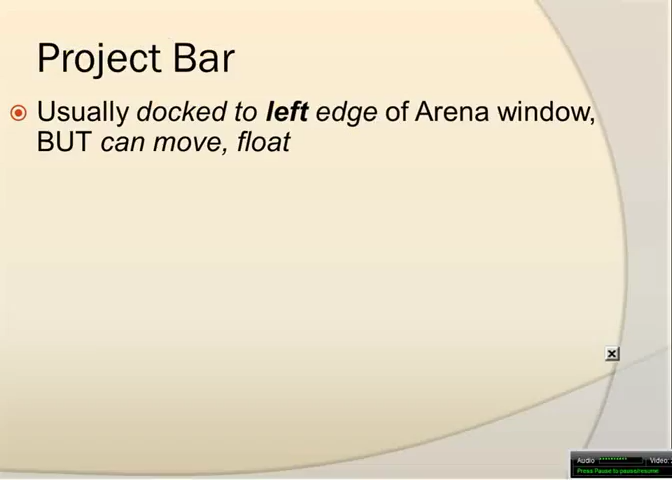 Project Bar
Usually docked to left edge of Arena window,
BUT can move, float
Audio Video:
Press Pause to pause/resume.